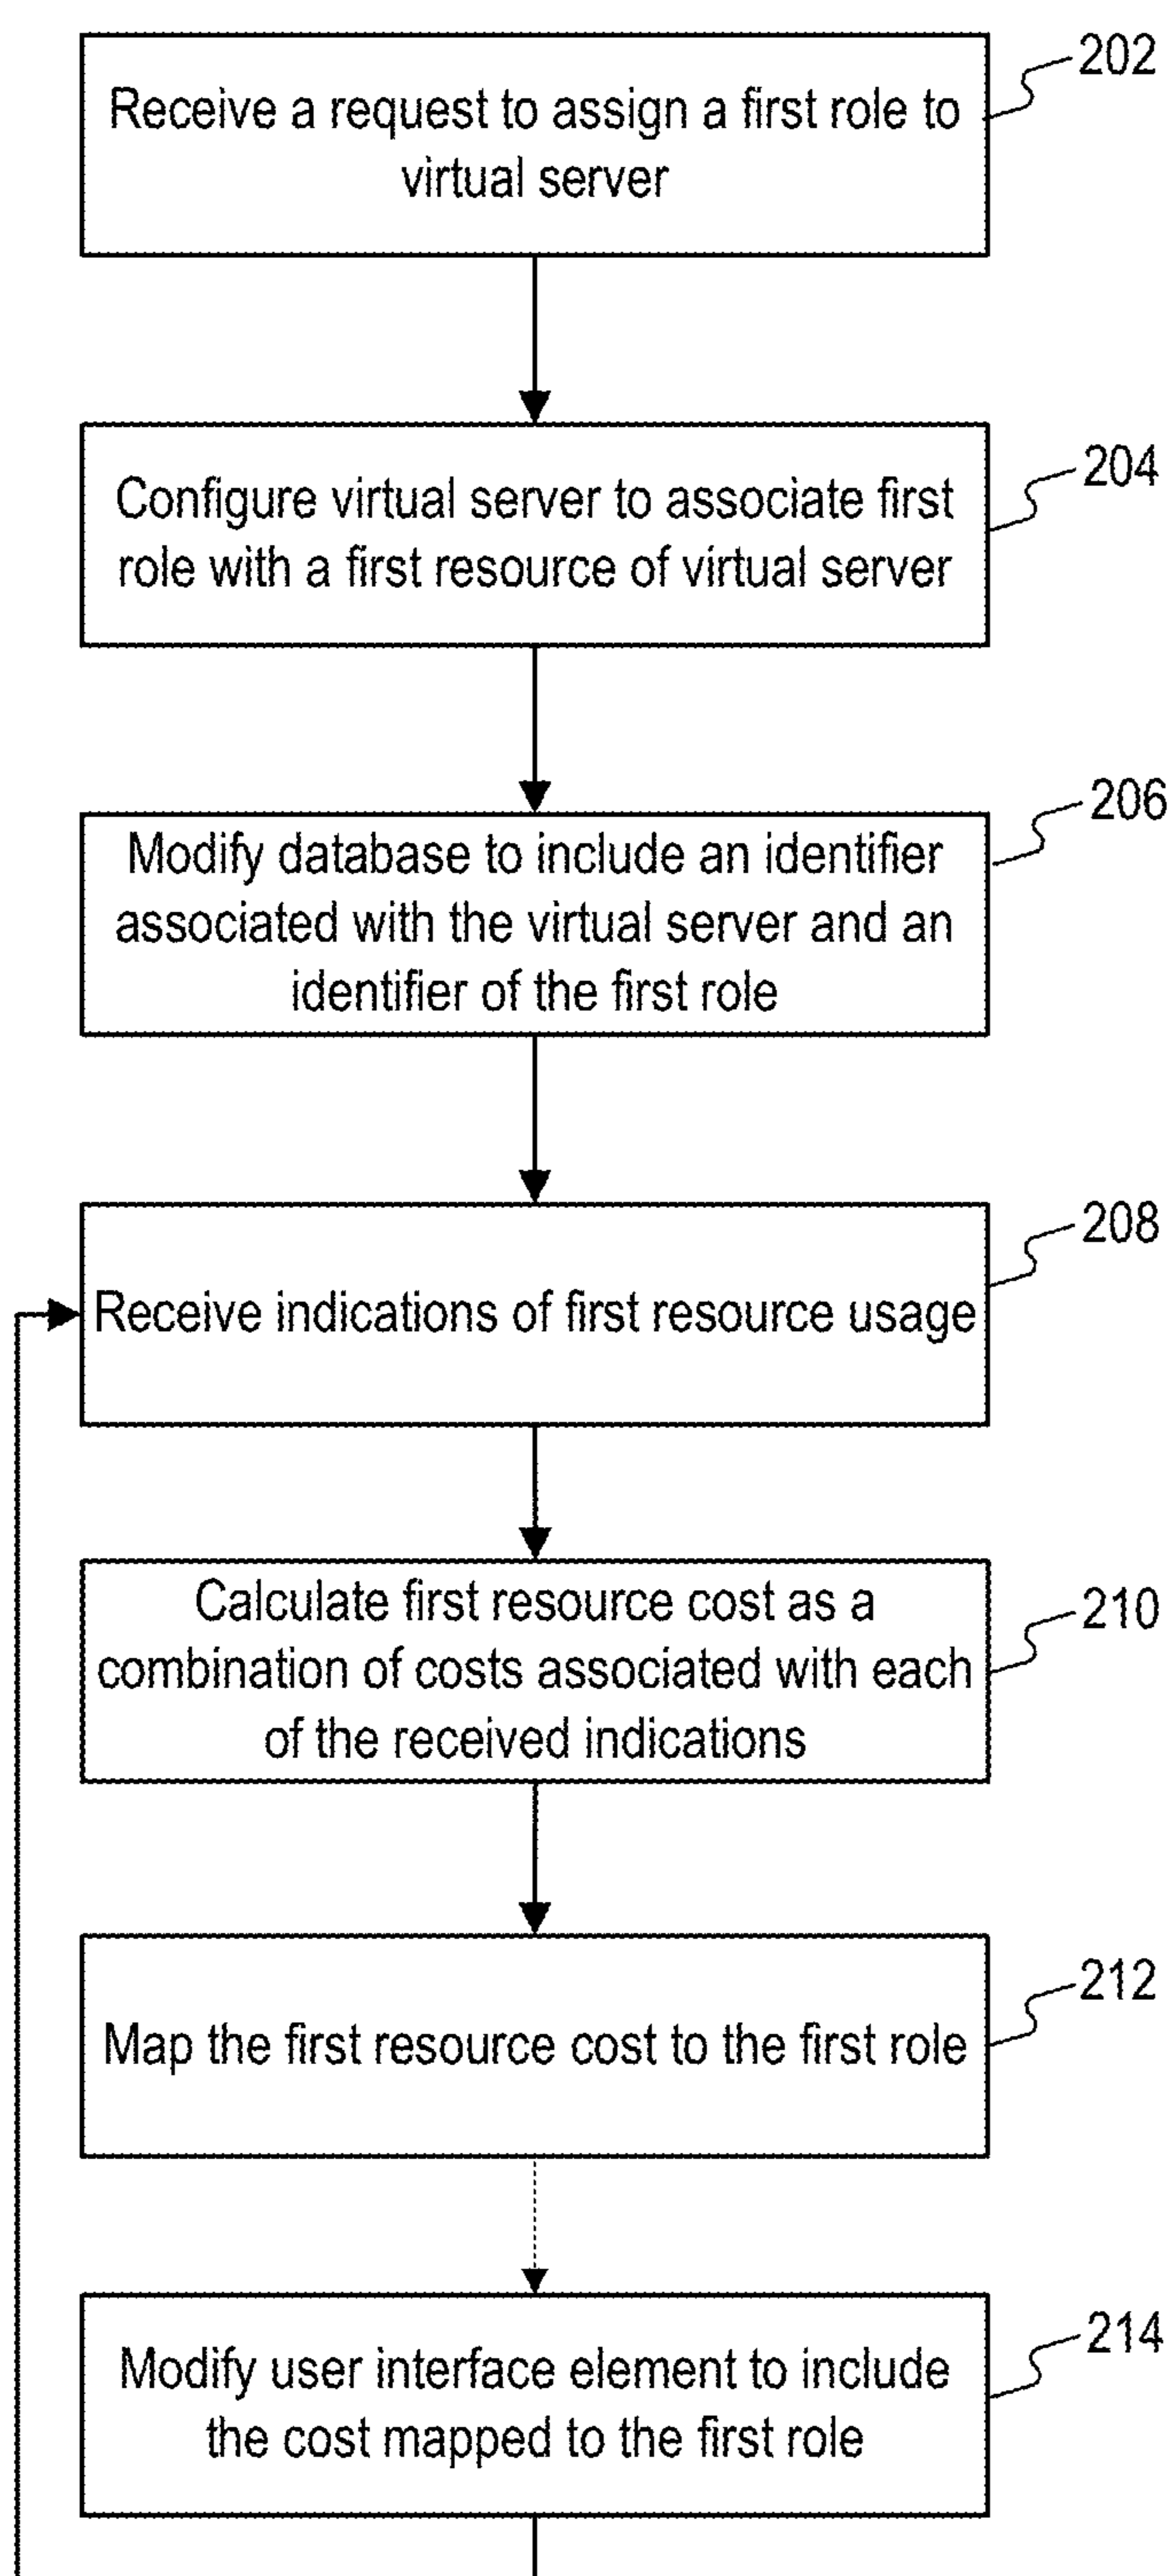 202
Receive a request to assign a first role to
virtual server
204
Configure virtual server to associate first
role with a first resource of virtual server
206
Modify database to include an identifier
associated with the virtual server and an
identifier of the first role
208
Receive indications of first resource usage
210
Calculate first resource cost as a
combination of costs associated with each
of the received indications
212
Map the first resource cost to the first role
214
Modify user interface element to include
the cost mapped to the first role